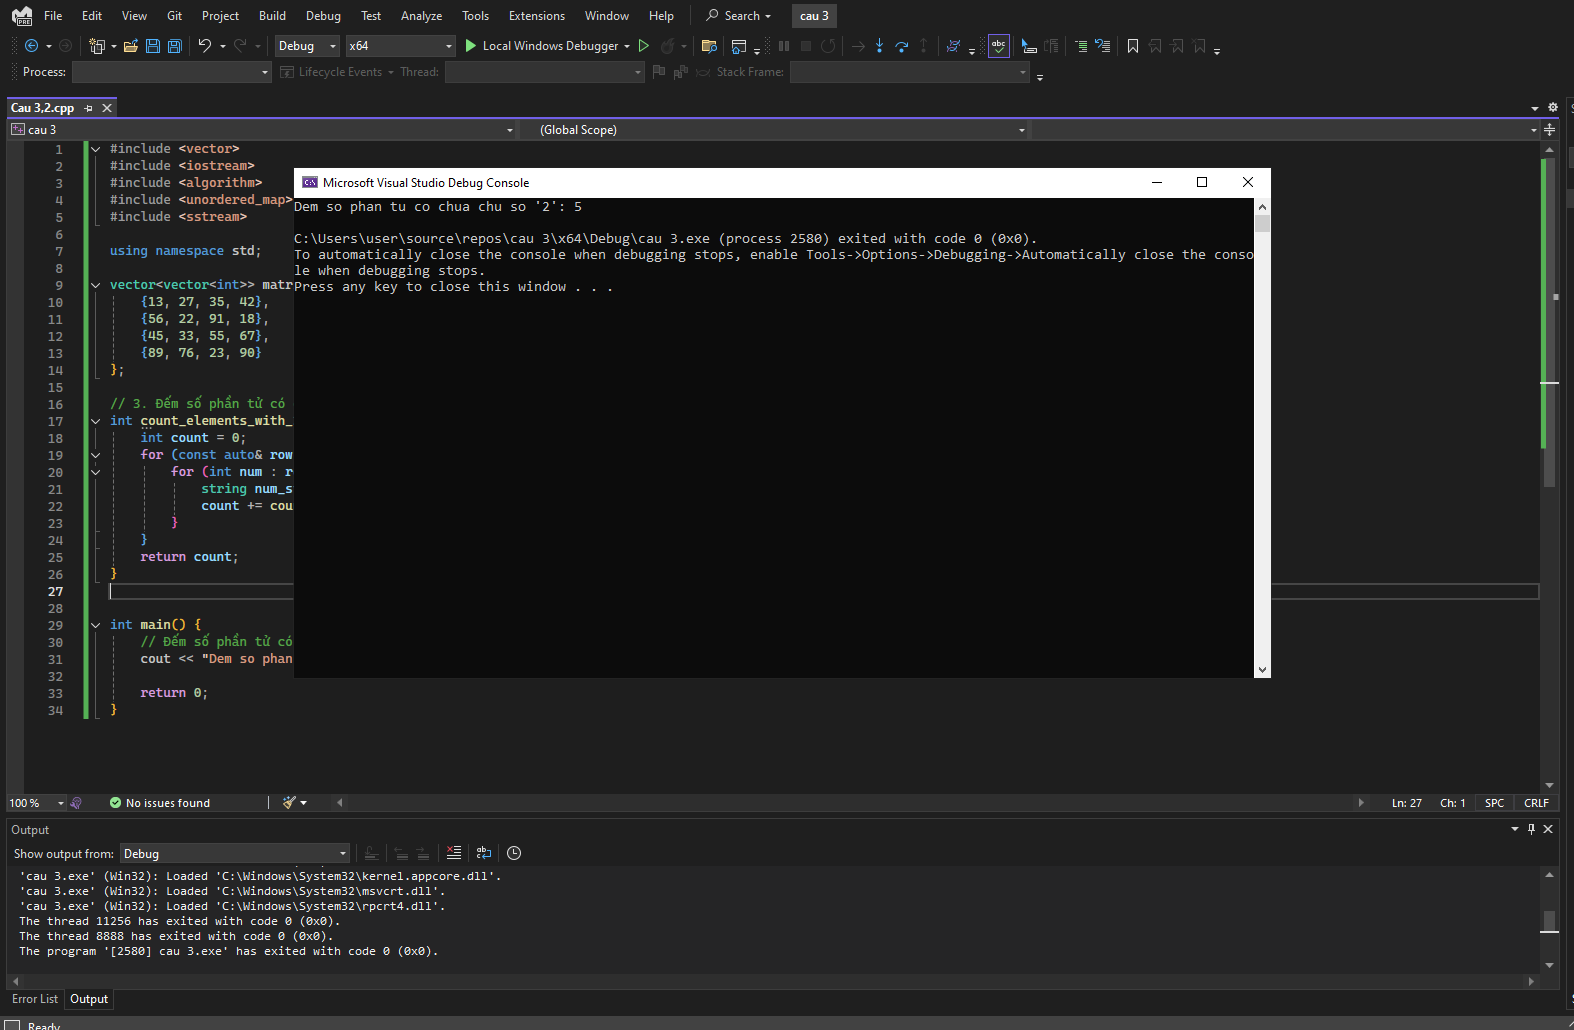 File Edit View Git Project Build Debug Test Analyze Tools Extensions Window Help Search cau 3
PRE
Debug x64 Local Windows Debugger abc
Process: Lifecycle Events Thread: Stack Frame:
Cau 3,2.cpp
cau 3 (Global Scope)
1 #include <vector>
2 #include <iostream>
3 #include <algorithm>
4 #include <unordered_map>
5 #include <sstream>
6
7 using namespace std;
8
9 vector<vector<int>> matr
10 {13, 27, 35, 42},
11 {56, 22, 91, 18},
12 {45, 33, 55, 67},
13 {89, 76, 23, 90}
14 };
15
16 // 3. Đếm số phần tử có
17 int count_elements_with_
18 int count = 0;
19 for (const auto& row
20 for (int num : r
21 string num_s
22 count += cou
23 }
24 }
25 return count;
26 }
27
28
29 int main() {
30 // Đếm số phần tử có
31 cout << "Dem so phan
32
33 return 0;
34 }
Microsoft Visual Studio Debug Console
Dem so phan tu co chua chu so '2': 5
C:\Users\user\source\repos\cau 3\x64\Debug\cau 3.exe (process 2580) exited with code 0 (0x0).
To automatically close the console when debugging stops, enable Tools->Options->Debugging->Automatically close the conso
le when debugging stops.
Press any key to close this window . . .
100 % No issues found Ln: 27 Ch: 1 SPC CRLF
Output
Show output from: Debug
'cau 3.exe' (Win32): Loaded 'C:\Windows\System32\kernel.appcore.dll'.
'cau 3.exe' (Win32): Loaded 'C:\Windows\System32\msvcrt.dll'.
'cau 3.exe' (Win32): Loaded 'C:\Windows\System32\rpcrt4.dll'.
The thread 11256 has exited with code 0 (0x0).
The thread 8888 has exited with code 0 (0x0).
The program '[2580] cau 3.exe' has exited with code 0 (0x0).
Error List Output
Ready